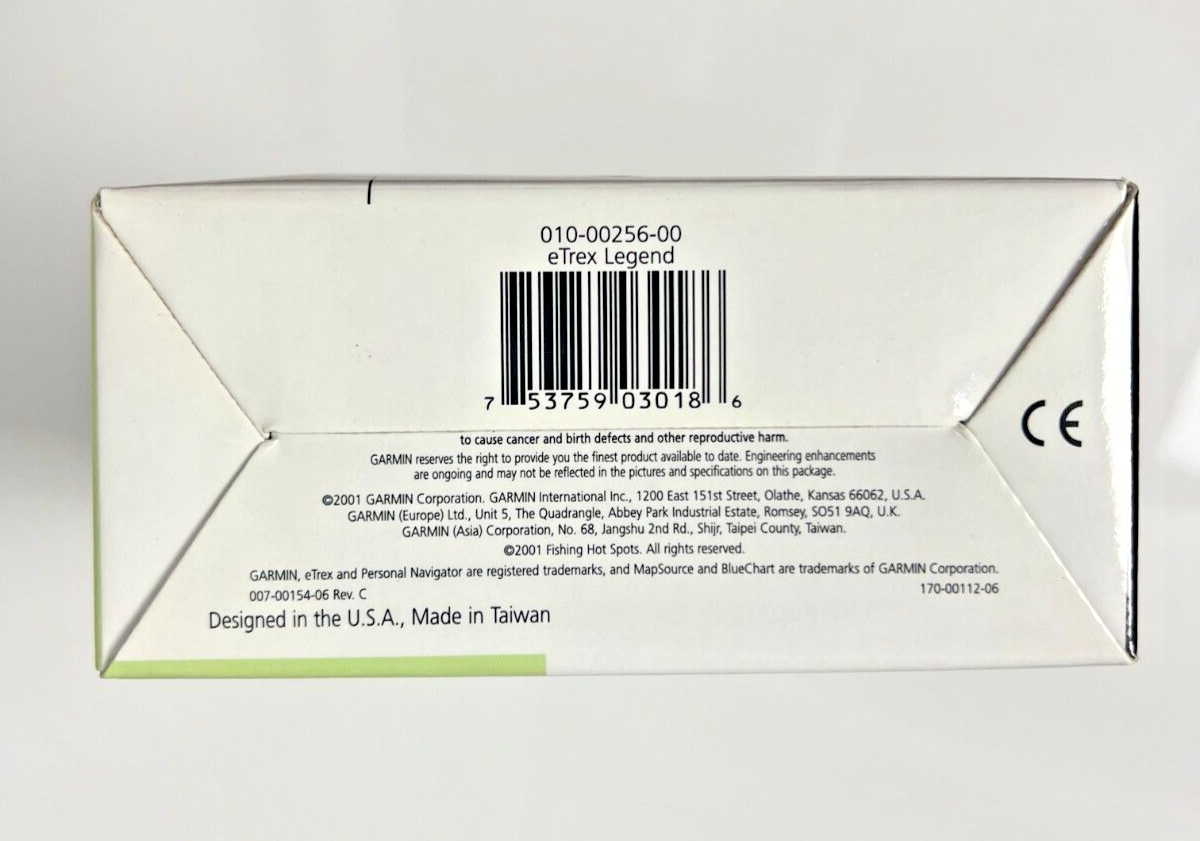 010-00256-00
eTrex Legend
7 53759 03018 6
CE
to cause cancer and birth defects and other reproductive harm.
GARMIN reserves the right to provide you the finest product available to date. Engineering enhancements
are ongoing and may not be reflected in the pictures and specifications on this package.
©2001 GARMIN Corporation. GARMIN International Inc., 1200 East 151st Street, Olathe, Kansas 66062, U.S.A.
GARMIN (Europe) Ltd., Unit 5, The Quadrangle, Abbey Park Industrial Estate, Romsey, SO51 9AQ, U.K.
GARMIN (Asia) Corporation, No. 68, Jangshu 2nd Rd., Shijr, Taipei County, Taiwan.
©2001 Fishing Hot Spots. All rights reserved.
GARMIN, eTrex and Personal Navigator are registered trademarks, and MapSource and BlueChart are trademarks of GARMIN Corporation.
007-00154-06 Rev. C 170-00112-06
Designed in the U.S.A., Made in Taiwan